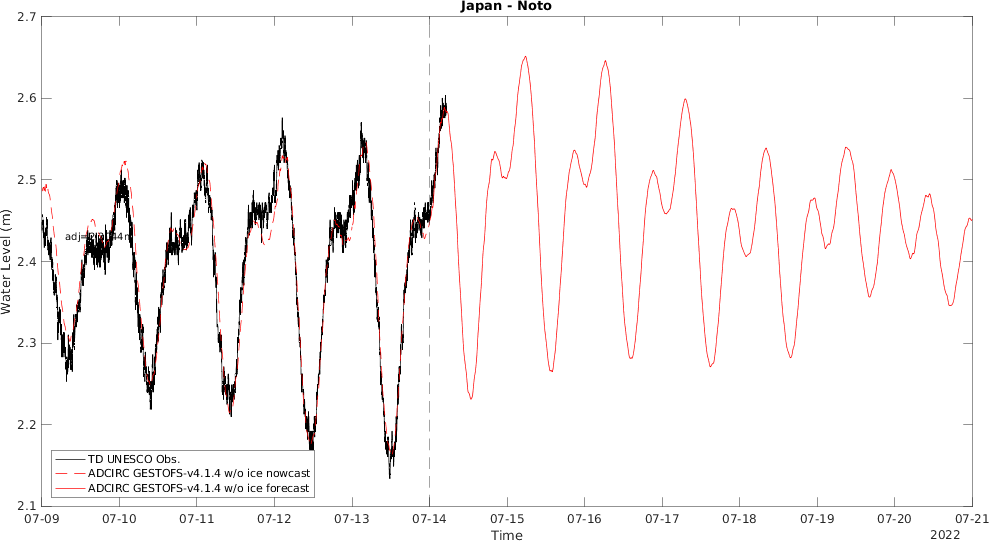 Japan - Noto
2.7
2.6
2.5
2.4
2.3
2.2
2.1
Water Level (m)
TD UNESCO Obs.
ADCIRC GESTOFS-v4.1.4 w/o ice nowcast
ADCIRC GESTOFS-v4.1.4 w/o ice forecast
07-09 07-10 07-11 07-12 07-13 07-14 07-15 07-16 07-17 07-18 07-19 07-20 07-21
Time
2022